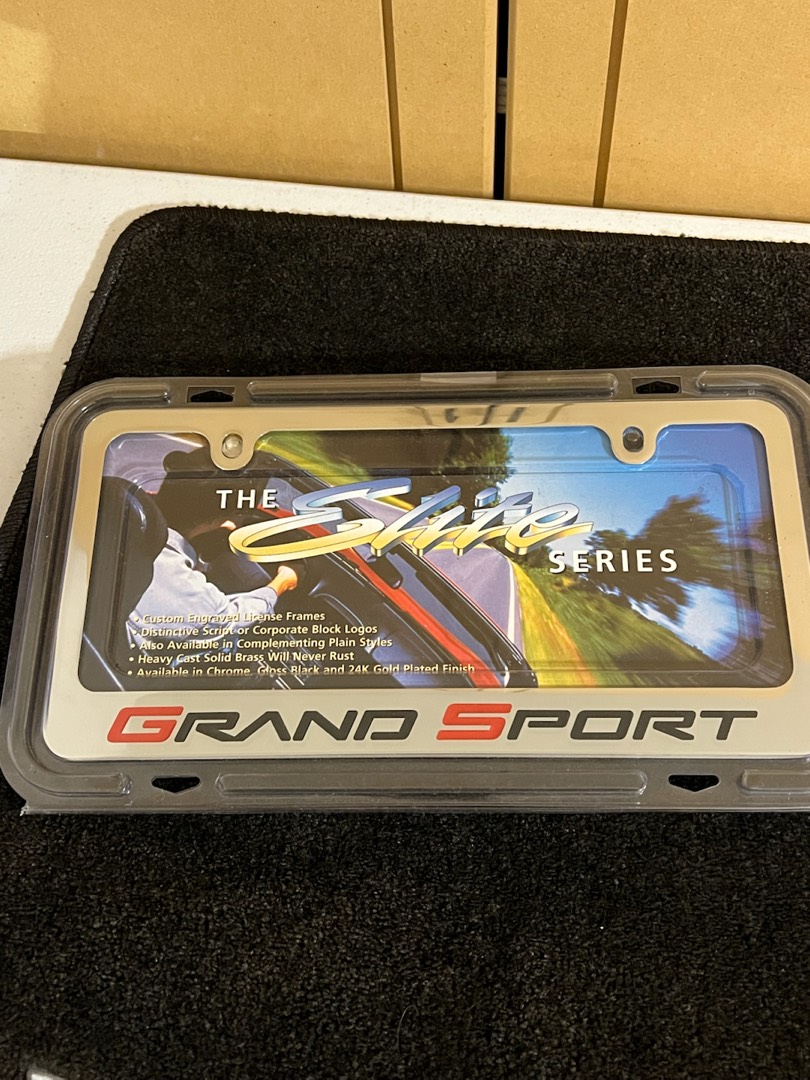 THE Elite SERIES
• Custom Engraved License Frames
• Distinctive Script or Corporate Block Logos
• Also Available in Complementing Plain Styles
• Heavy Cast Solid Brass Will Never Rust
• Available in Chrome, Gloss Black and 24K Gold Plated Finish
GRAND SPORT